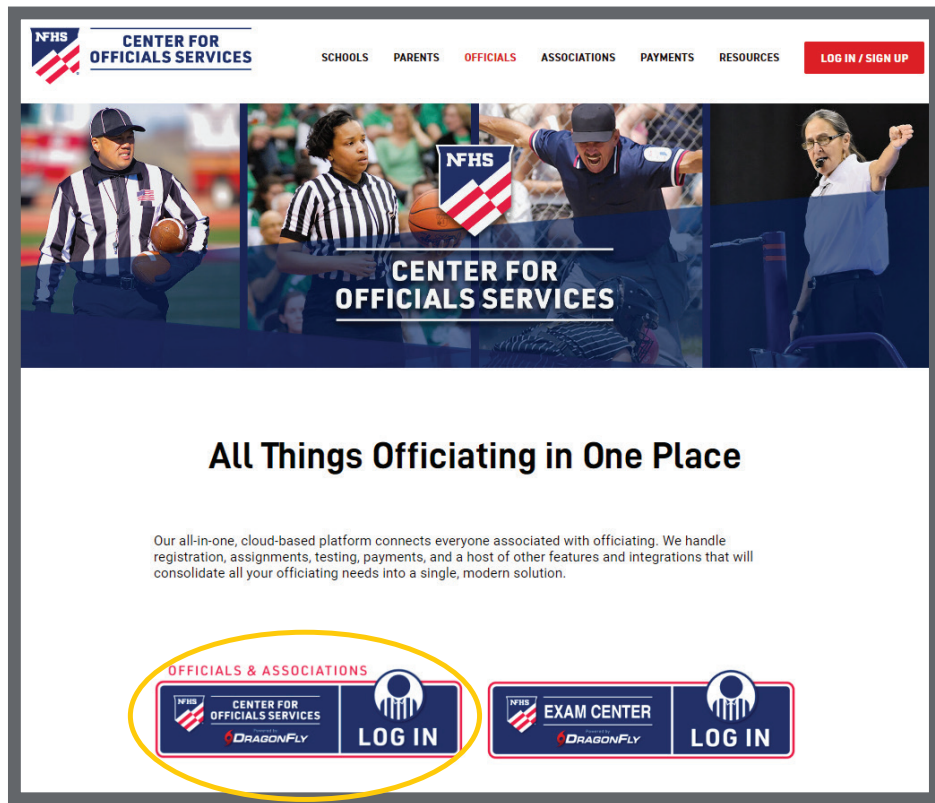 NFHS
CENTER FOR
OFFICIALS SERVICES
SCHOOLS PARENTS OFFICIALS ASSOCIATIONS PAYMENTS RESOURCES LOG IN / SIGN UP
NFHS
CENTER FOR
OFFICIALS SERVICES
All Things Officiating in One Place
Our all-in-one, cloud-based platform connects everyone associated with officiating. We handle
registration, assignments, testing, payments, and a host of other features and integrations that will
consolidate all your officiating needs into a single, modern solution.
OFFICIALS & ASSOCIATIONS
NFHS
CENTER FOR
OFFICIALS SERVICES
Powered by
DRAGONFLY
LOG IN
NFHS
EXAM CENTER
Powered by
DRAGONFLY
LOG IN